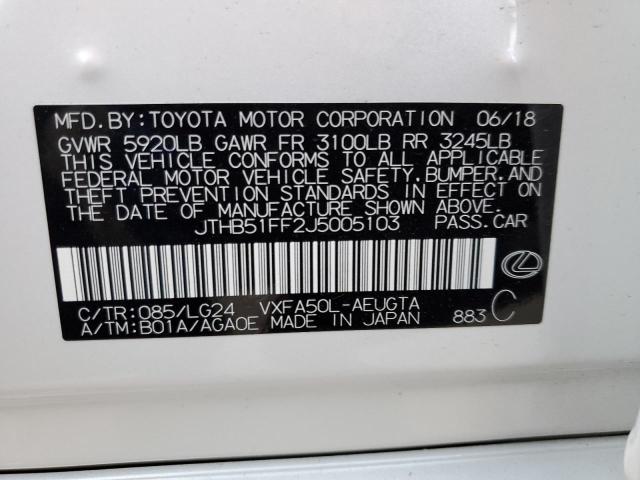 MFD.BY:TOYOTA MOTOR CORPORATION 06/18
GVWR 5920LB GAWR FR 3100LB RR 3245LB
THIS VEHICLE CONFORMS TO ALL APPLICABLE
FEDERAL MOTOR VEHICLE SAFETY.BUMPER.AND
THEFT PREVENTION STANDARDS IN EFFECT ON
THE DATE OF MANUFACTURE SHOWN ABOVE.
JTHB51FF2J5005103 PASS.CAR
C/TR:085/LG24 VXFA50L-AEUGTA
A/TM:B01A/AGA0E MADE IN JAPAN 883 C